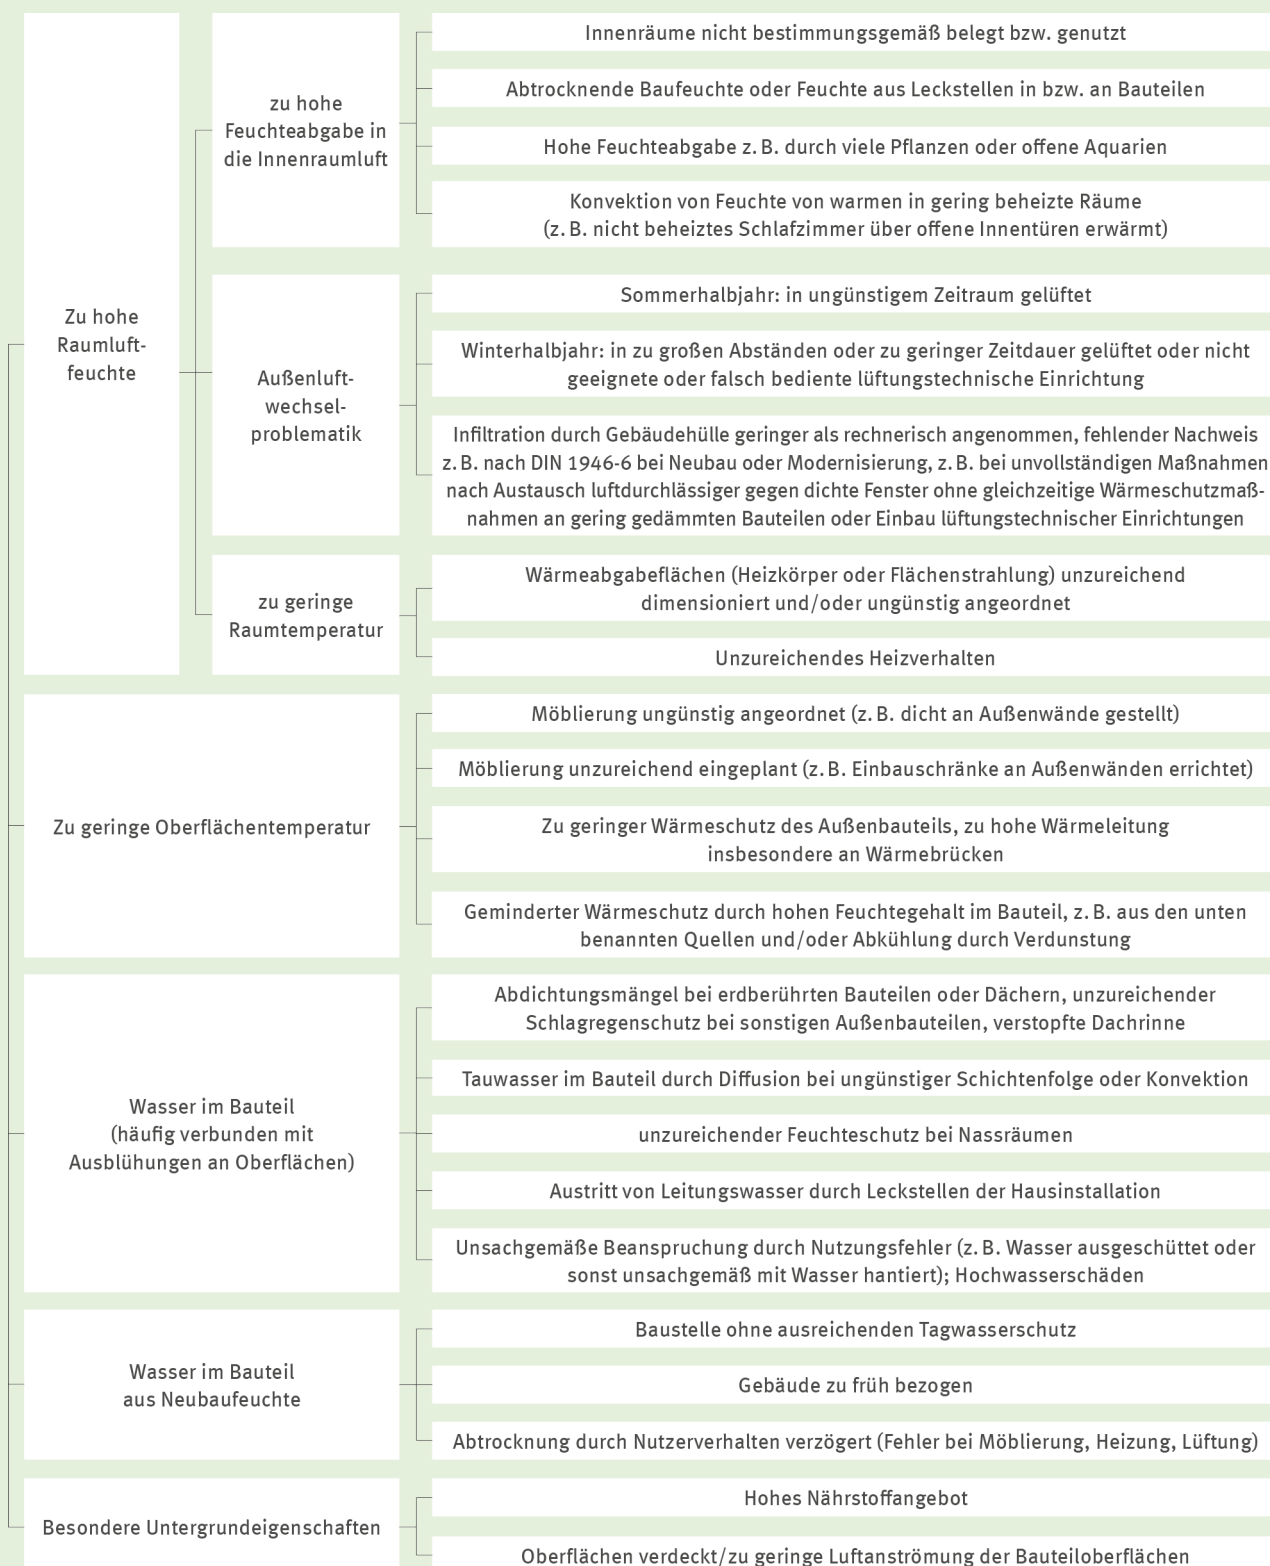 Zu hohe
Raumluft-
feuchte
zu hohe
Feuchteabgabe in
die Innenraumluft
Innenräume nicht bestimmungsgemäß belegt bzw. genutzt
Abtrocknende Baufeuchte oder Feuchte aus Leckstellen in bzw. an Bauteilen
Hohe Feuchteabgabe z. B. durch viele Pflanzen oder offene Aquarien
Konvektion von Feuchte von warmen in gering beheizte Räume
(z. B. nicht beheiztes Schlafzimmer über offene Innentüren erwärmt)
Außenluft-
wechsel-
problematik
Sommerhalbjahr: in ungünstigem Zeitraum gelüftet
Winterhalbjahr: in zu großen Abständen oder zu geringer Zeitdauer gelüftet oder nicht
geeignete oder falsch bediente lüftungstechnische Einrichtung
Infiltration durch Gebäudehülle geringer als rechnerisch angenommen, fehlender Nachweis
z. B. nach DIN 1946-6 bei Neubau oder Modernisierung, z. B. bei unvollständigen Maßnahmen
nach Austausch luftdurchlässiger gegen dichte Fenster ohne gleichzeitige Wärmeschutzmaß-
nahmen an gering gedämmten Bauteilen oder Einbau lüftungstechnischer Einrichtungen
zu geringe
Raumtemperatur
Wärmeabgabeflächen (Heizkörper oder Flächenstrahlung) unzureichend
dimensioniert und/oder ungünstig angeordnet
Unzureichendes Heizverhalten
Zu geringe Oberflächentemperatur
Möblierung ungünstig angeordnet (z. B. dicht an Außenwände gestellt)
Möblierung unzureichend eingeplant (z. B. Einbauschränke an Außenwänden errichtet)
Zu geringer Wärmeschutz des Außenbauteils, zu hohe Wärmeleitung
insbesondere an Wärmebrücken
Geminderter Wärmeschutz durch hohen Feuchtegehalt im Bauteil, z. B. aus den unten
benannten Quellen und/oder Abkühlung durch Verdunstung
Wasser im Bauteil
(häufig verbunden mit
Ausblühungen an Oberflächen)
Abdichtungsmängel bei erdberührten Bauteilen oder Dächern, unzureichender
Schlagregenschutz bei sonstigen Außenbauteilen, verstopfte Dachrinne
Tauwasser im Bauteil durch Diffusion bei ungünstiger Schichtenfolge oder Konvektion
unzureichender Feuchteschutz bei Nassräumen
Austritt von Leitungswasser durch Leckstellen der Hausinstallation
Unsachgemäße Beanspruchung durch Nutzungsfehler (z. B. Wasser ausgeschüttet oder
sonst unsachgemäß mit Wasser hantiert); Hochwasserschäden
Wasser im Bauteil
aus Neubaufeuchte
Baustelle ohne ausreichenden Tagwasserschutz
Gebäude zu früh bezogen
Abtrocknung durch Nutzerverhalten verzögert (Fehler bei Möblierung, Heizung, Lüftung)
Besondere Untergrundeigenschaften
Hohes Nährstoffangebot
Oberflächen verdeckt/zu geringe Luftanströmung der Bauteiloberflächen